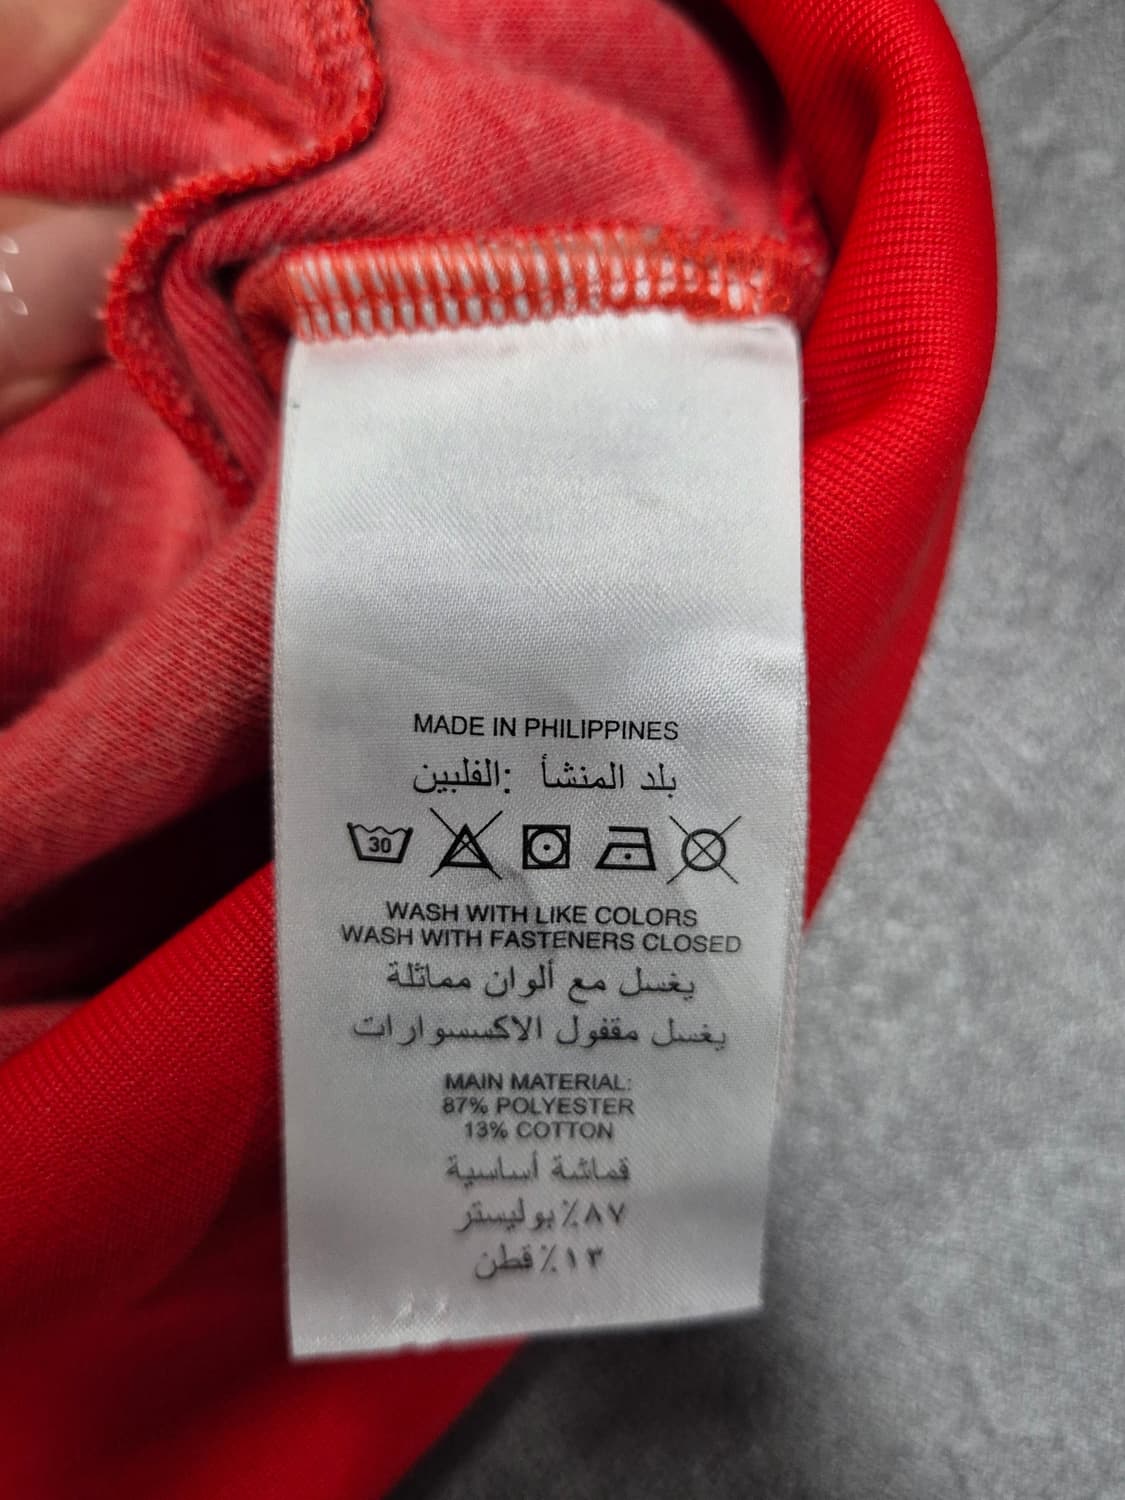 MADE IN PHILIPPINES
بلد المنشأ :الفلبين
30
WASH WITH LIKE COLORS
WASH WITH FASTENERS CLOSED
يغسل مع ألوان مماثلة
يغسل مقفول الاكسسوارات
MAIN MATERIAL:
87% POLYESTER
13% COTTON
قماشة أساسية
٨٧٪ بوليستر
١٣٪ قطن